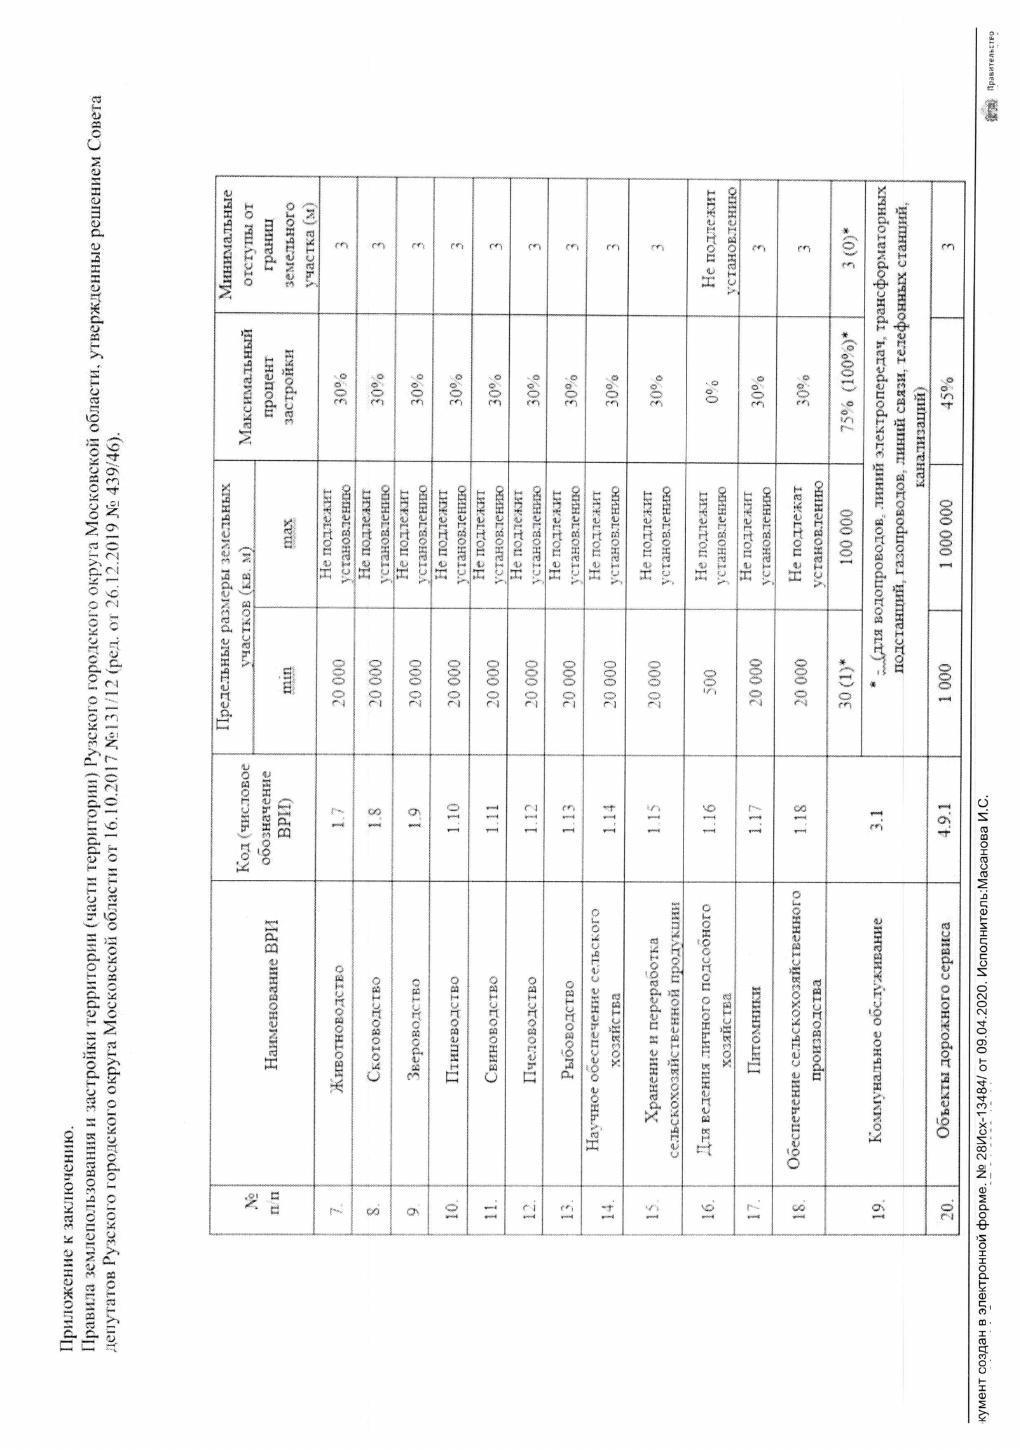 Приложение к заключению.
Правила землепользования и застройки территории (части территории) Рузского городского округа Московской области, утвержденные решением Совета
депутатов Рузского городского округа Московской области от 16.10.2017 №131/12 (ред. от 26.12.2019 № 439/46).
№ п/п Наименование ВРИ Код (числовое обозначение ВРИ) Предельные размеры земельных участков (кв. м) Максимальный процент застройки Минимальные отступы от границ земельного участка (м)
min max
7. Животноводство 1.7 20 000 Не подлежит установлению 30% 3
8. Скотоводство 1.8 20 000 Не подлежит установлению 30% 3
9. Звероводство 1.9 20 000 Не подлежит установлению 30% 3
10. Птицеводство 1.10 20 000 Не подлежит установлению 30% 3
11. Свиноводство 1.11 20 000 Не подлежит установлению 30% 3
12. Пчеловодство 1.12 20 000 Не подлежит установлению 30% 3
13. Рыбоводство 1.13 20 000 Не подлежит установлению 30% 3
14. Научное обеспечение сельского хозяйства 1.14 20 000 Не подлежит установлению 30% 3
15. Хранение и переработка сельскохозяйственной продукции 1.15 20 000 Не подлежит установлению 30% 3
16. Для ведения личного подсобного хозяйства 1.16 500 Не подлежит установлению 0% Не подлежит установлению
17. Питомники 1.17 20 000 Не подлежит установлению 30% 3
18. Обеспечение сельскохозяйственного производства 1.18 20 000 Не подлежат установлению 30% 3
19. Коммунальное обслуживание 3.1 30 (1)* 100 000 75% (100%)* 3 (0)*
* - (для водопроводов, линий электропередач, трансформаторных
подстанций, газопроводов, линий связи, телефонных станций,
канализаций)
20. Объекты дорожного сервиса 4.9.1 1 000 1 000 000 45% 3
кумент создан в электронной форме. № 28Исх-13484/ от 09.04.2020. Исполнитель:Масанова И.С.
Правительство